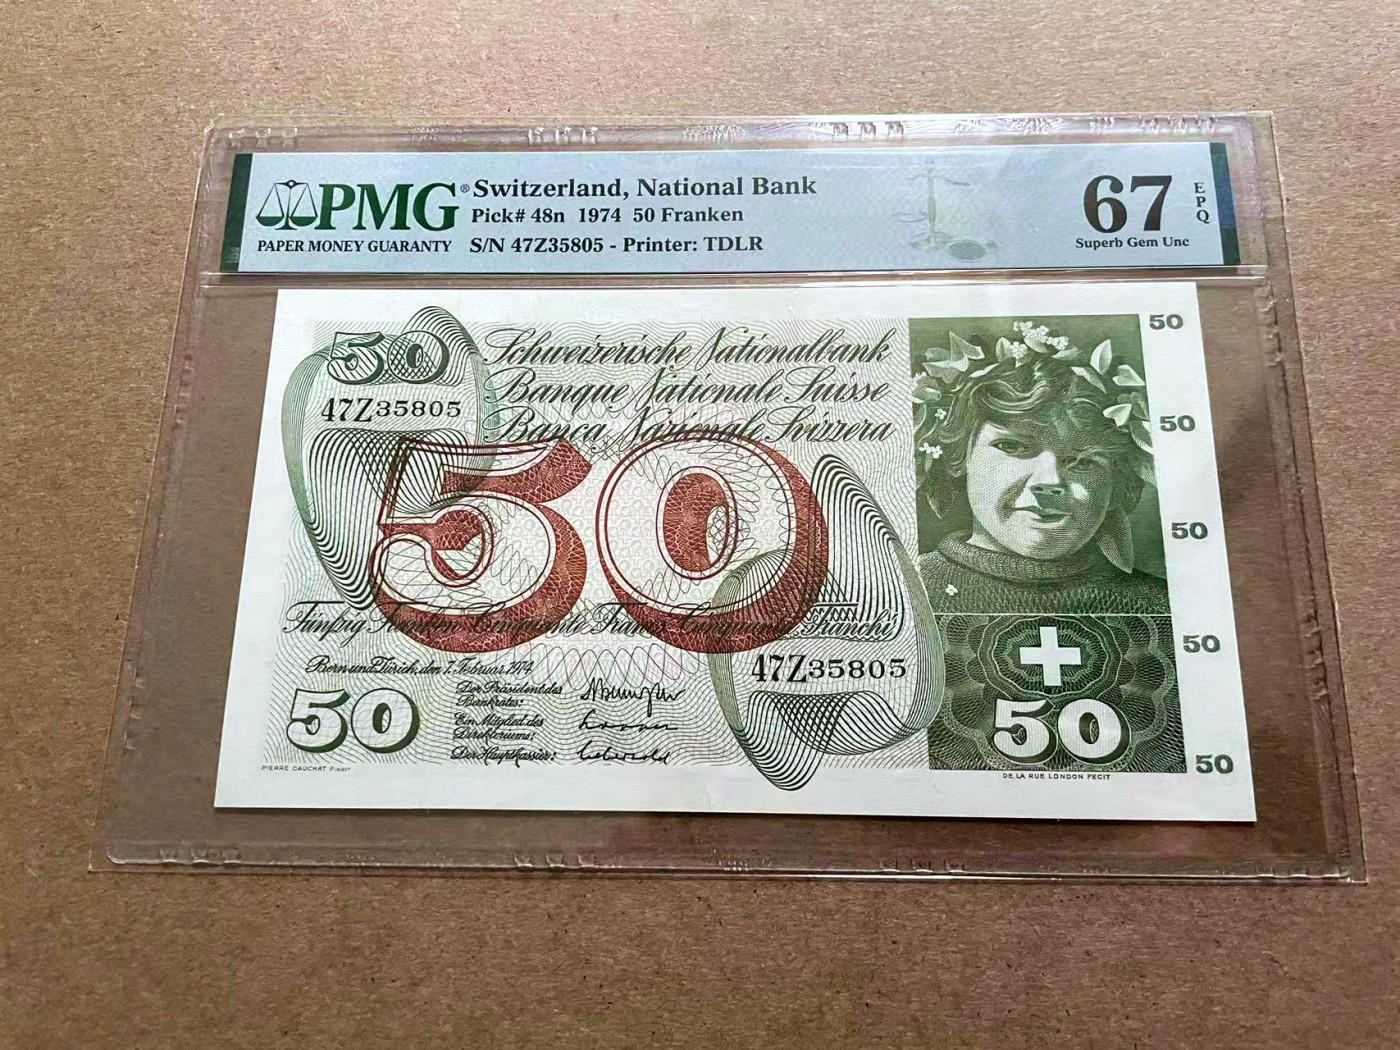 PMG® Switzerland, National Bank
Pick# 48n 1974 50 Franken
PAPER MONEY GUARANTY S/N 47Z35805 - Printer: TDLR
67 EPQ
Superb Gem Unc
50
Schweizerische Nationalbank
Banque Nationale Suisse
Banca Nazionale Svizzera
47Z35805
50
Fünfzig Franken Cinquante Francs Cinquanta Franchi
Bern und Zürich, den 7. Februar 1974
Der Präsident des
Bankrates:
Ein Mitglied des
Direktoriums:
Der Hauptkassier:
47Z35805
50
50
50
50
50
50
50
50
PIERRE GAUCHAT PINXIT
DE LA RUE LONDON FECIT